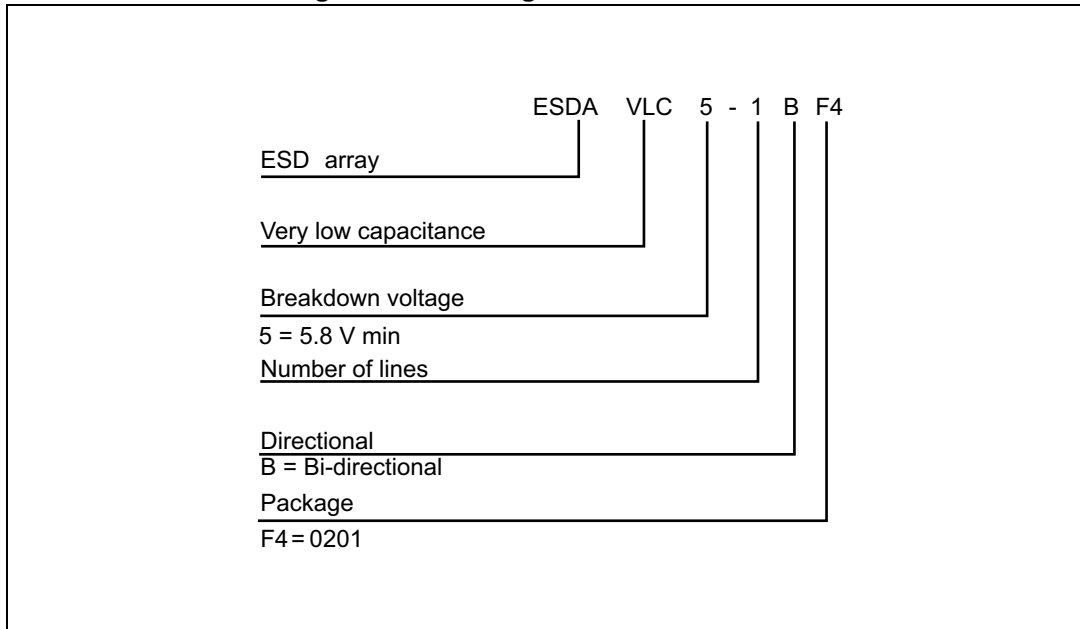 ESDA VLC 5 - 1 B F4
ESD array
Very low capacitance
Breakdown voltage
5 = 5.8 V min
Number of lines
Directional
B = Bi-directional
Package
F4 = 0201